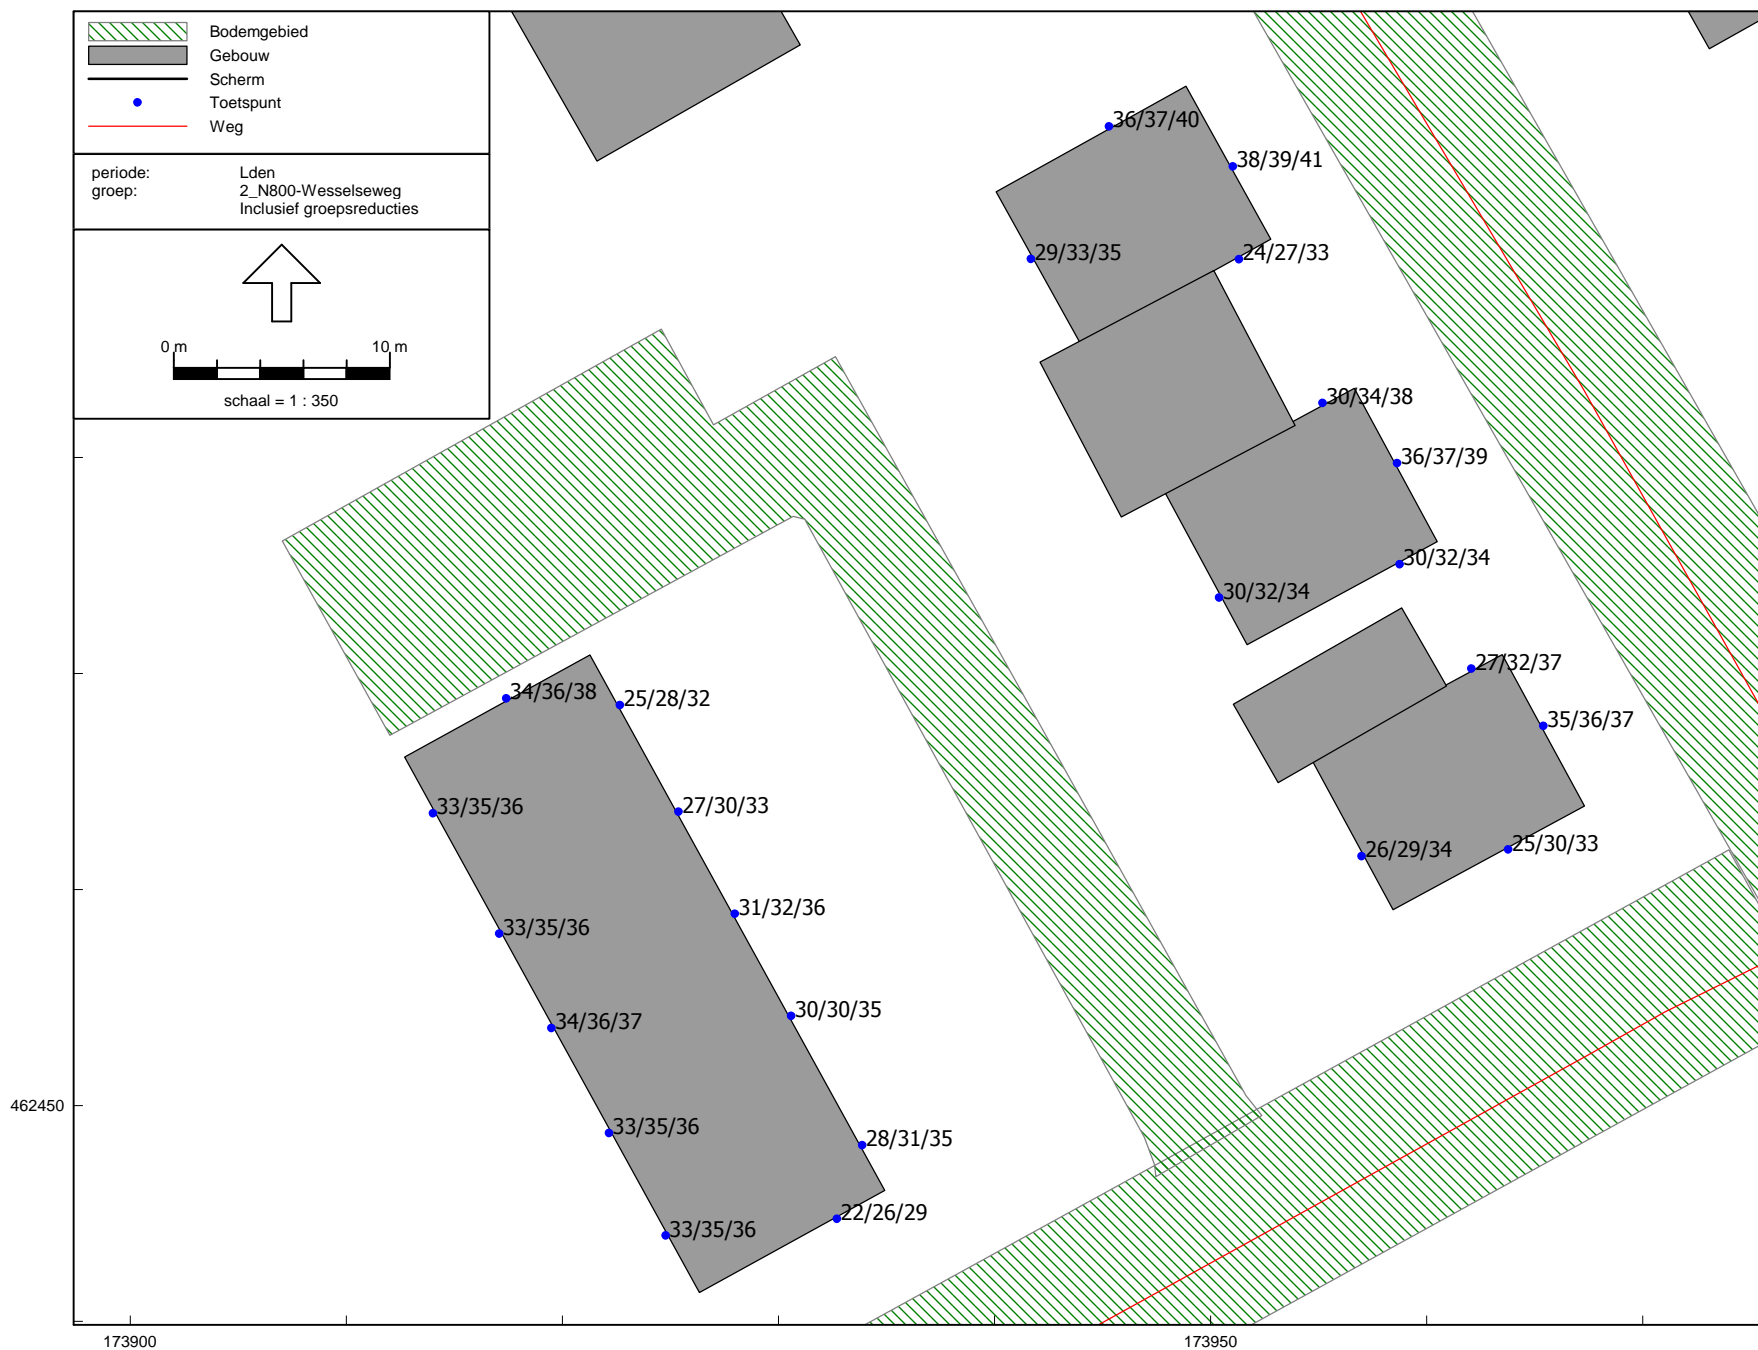 Bodemgebied
Gebouw
Scherm
Toetspunt
Weg
periode: Lden
groep: 2_N800-Wesselseweg
Inclusief groepsreducties
0 m 10 m
schaal = 1 : 350
36/37/40
38/39/41
29/33/35
24/27/33
30/34/38
36/37/39
30/32/34
30/32/34
27/32/37
35/36/37
26/29/34
25/30/33
34/36/38
25/28/32
33/35/36
27/30/33
31/32/36
33/35/36
30/30/35
34/36/37
33/35/36
28/31/35
22/26/29
33/35/36
462450
173900
173950